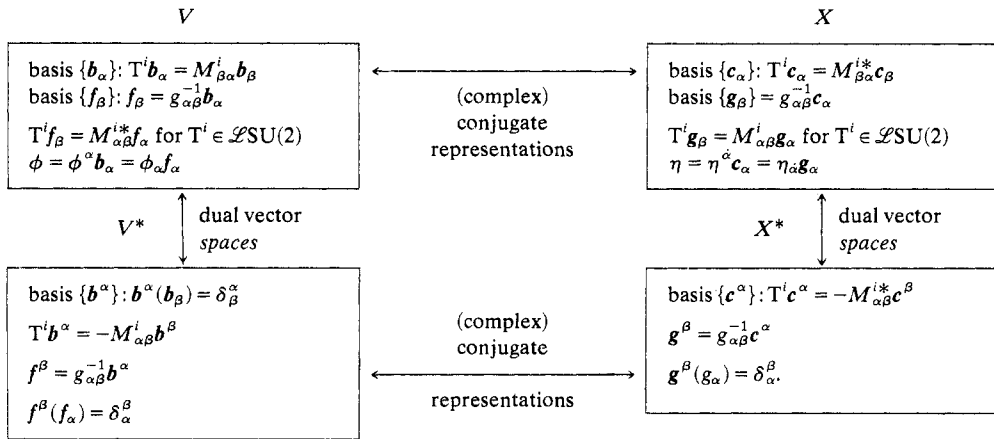 V
basis {b_α}: T^i b_α = M^i_{βα} b_β
basis {f_β}: f_β = g^{-1}_{αβ} b_α
T^i f_β = M^{i*}_{αβ} f_α for T^i ∈ ℒSU(2)
ϕ = ϕ^α b_α = ϕ_α f_α
(complex)
conjugate
representations
X
basis {c_α}: T^i c_α = M^{i*}_{βα} c_β
basis {g_β} = g^{-1}_{αβ} c_α
T^i g_β = M^i_{αβ} g_α for T^i ∈ ℒSU(2)
η = η^{α̇} c_α = η_{α̇} g_α
V*
dual vector
spaces
X*
dual vector
spaces
basis {b^α}: b^α(b_β) = δ^α_β
T^i b^α = −M^i_{αβ} b^β
f^β = g^{-1}_{αβ} b^α
f^β(f_α) = δ^β_α
(complex)
conjugate
representations
basis {c^α}: T^i c^α = −M^{i*}_{αβ} c^β
g^β = g^{-1}_{αβ} c^α
g^β(g_α) = δ^β_α.